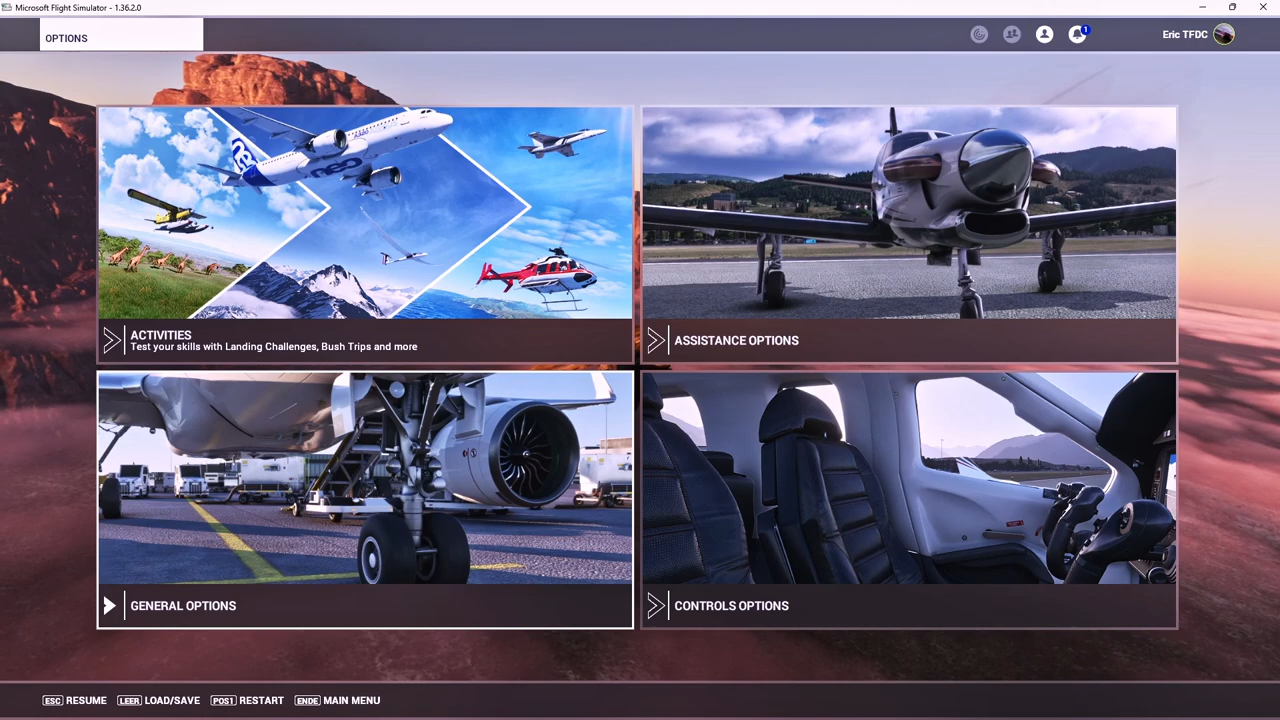 Microsoft Flight Simulator - 1.36.2.0
OPTIONS
1
Eric TFDC
ACTIVITIES
Test your skills with Landing Challenges, Bush Trips and more
ASSISTANCE OPTIONS
GENERAL OPTIONS
CONTROLS OPTIONS
ESC RESUME LEER LOAD/SAVE POS1 RESTART ENDE MAIN MENU